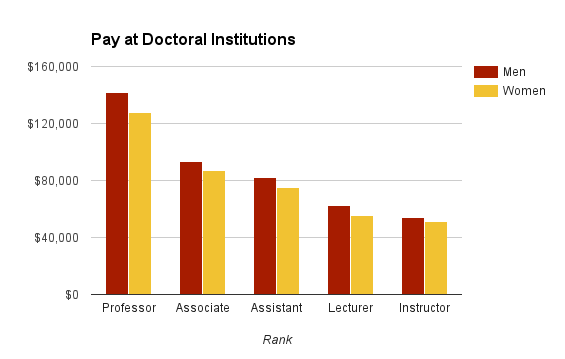 Pay at Doctoral Institutions
$160,000
$120,000
$80,000
$40,000
$0
Men
Women
Professor Associate Assistant Lecturer Instructor
Rank